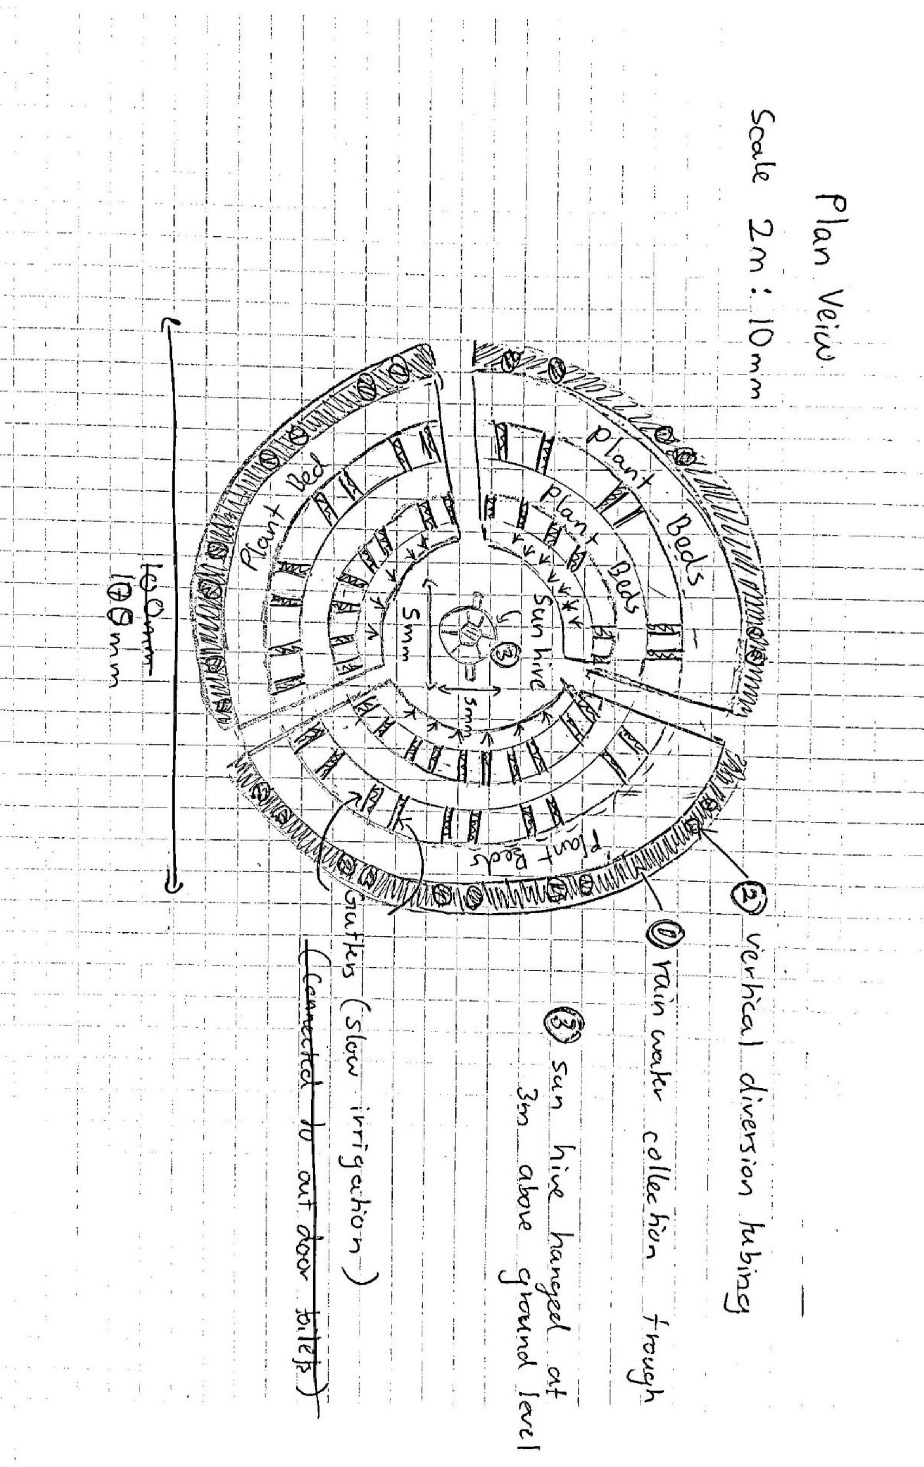 Plan Veiw
Scale 2m : 10mm
② vertical diversion tubing
① rain water collection trough
③ sun hive hanged at
3m above ground level
Plant Beds
Plant Beds
Sun hive
③
5mm
5mm
Plant Bed
Plant Beds
Gutters (slow irrigation)
(connected to out door toilets)
100mm
100mm